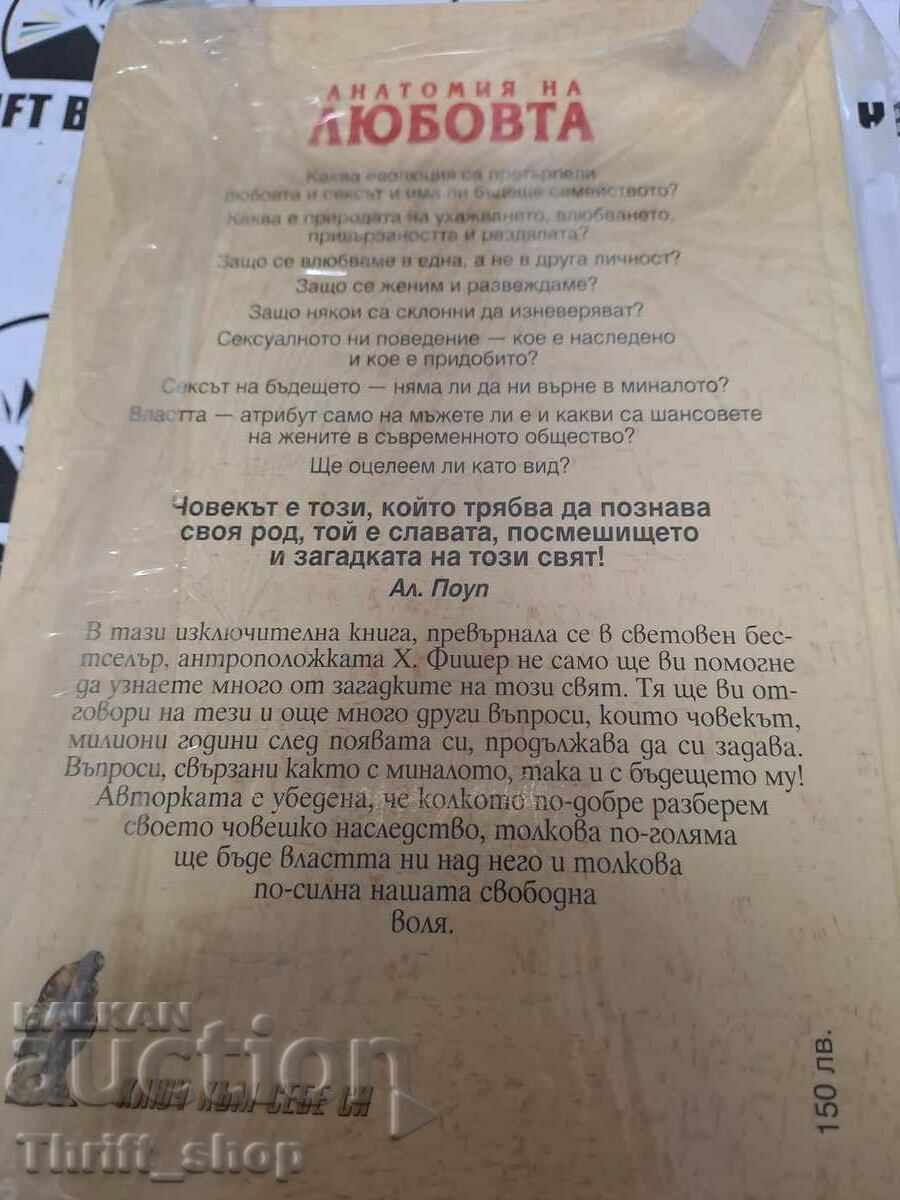 IFT B
АНАТОМИЯ НА
ЛЮБОВТА
Каква еволюция са претърпели
любовта и сексът и има ли бъдеще семейството?
Каква е природата на ухажването, влюбването,
привързаността и раздялата?
Защо се влюбваме в една, а не в друга личност?
Защо се женим и развеждаме?
Защо някои са склонни да изневеряват?
Сексуалното ни поведение — кое е наследено
и кое е придобито?
Сексът на бъдещето — няма ли да ни върне в миналото?
Властта — атрибут само на мъжете ли е и какви са шансовете
на жените в съвременното общество?
Ще оцелеем ли като вид?
Човекът е този, който трябва да познава
своя род, той е славата, посмешището
и загадката на този свят!
Ал. Поуп
В тази изключителна книга, превърнала се в световен бес-
тселър, антроположката Х. Фишер не само ще ви помогне
да узнаете много от загадките на този свят. Тя ще ви от-
говори на тези и още много други въпроси, които човекът,
милиони години след появата си, продължава да си задава.
Въпроси, свързани както с миналото, така и с бъдещето му!
Авторката е убедена, че колкото по-добре разберем
своето човешко наследство, толкова по-голяма
ще бъде властта ни над него и толкова
по-силна нашата свободна
воля.
BALKAN
auction
КЛЮЧ КЪМ СЕБЕ СИ
150 лв.
Thrift_shop